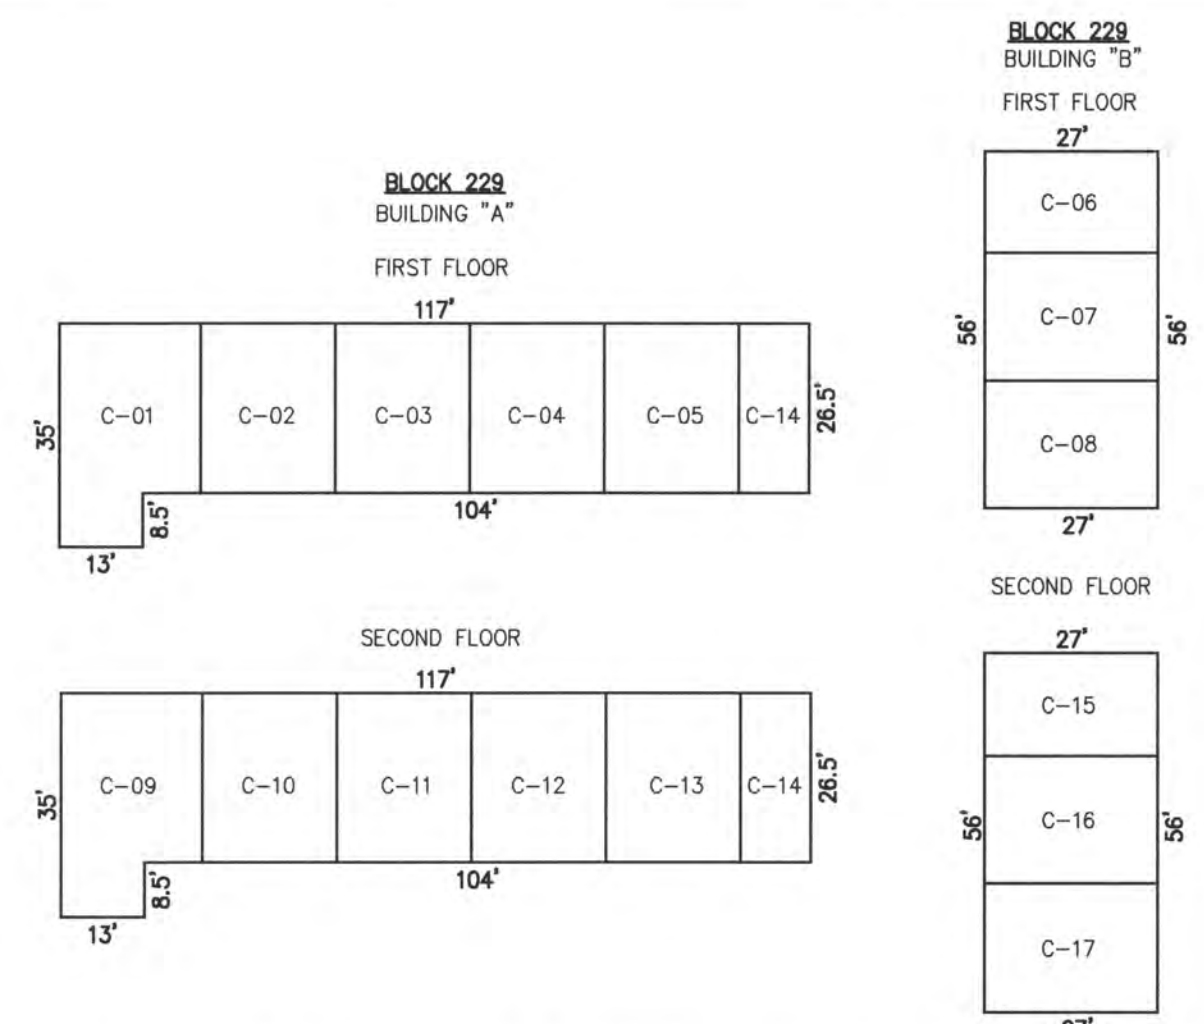 BLOCK 229
BUILDING "A"
FIRST FLOOR
117'
C-01 C-02 C-03 C-04 C-05 C-14
35'
26.5'
8.5'
104'
13'
SECOND FLOOR
117'
C-09 C-10 C-11 C-12 C-13 C-14
35'
26.5'
8.5'
104'
13'
BLOCK 229
BUILDING "B"
FIRST FLOOR
27'
C-06
56'
C-07
56'
C-08
27'
SECOND FLOOR
27'
C-15
56'
C-16
56'
C-17